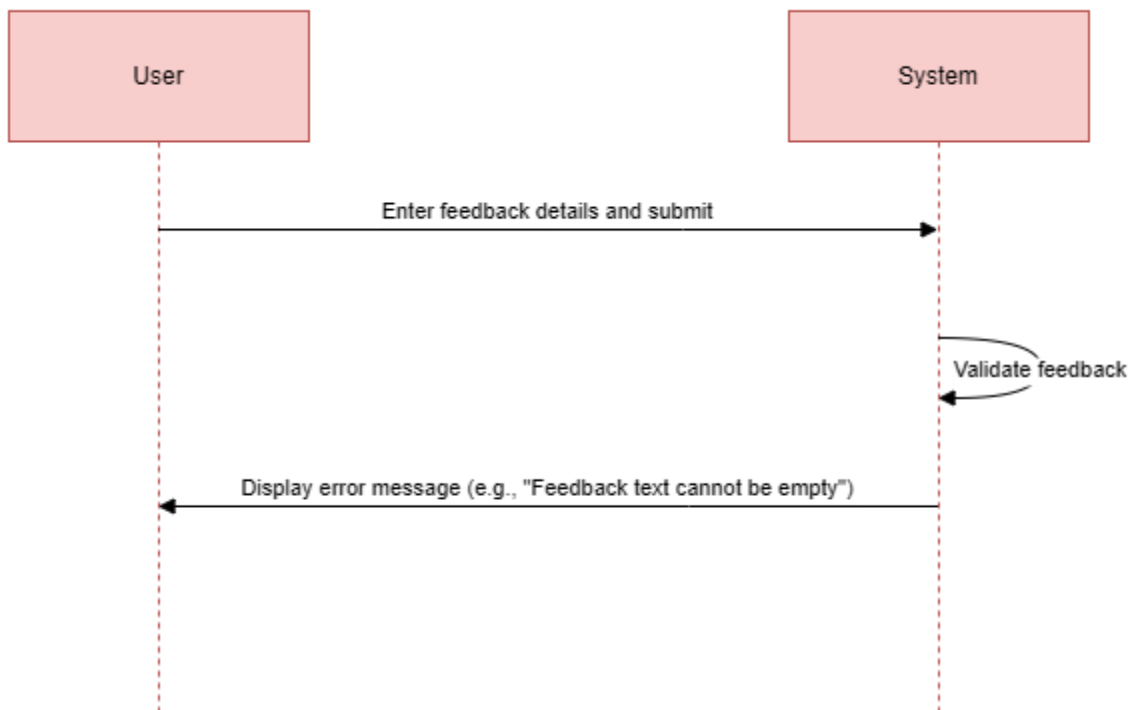 User
System
Enter feedback details and submit
Validate feedback
Display error message (e.g., "Feedback text cannot be empty")